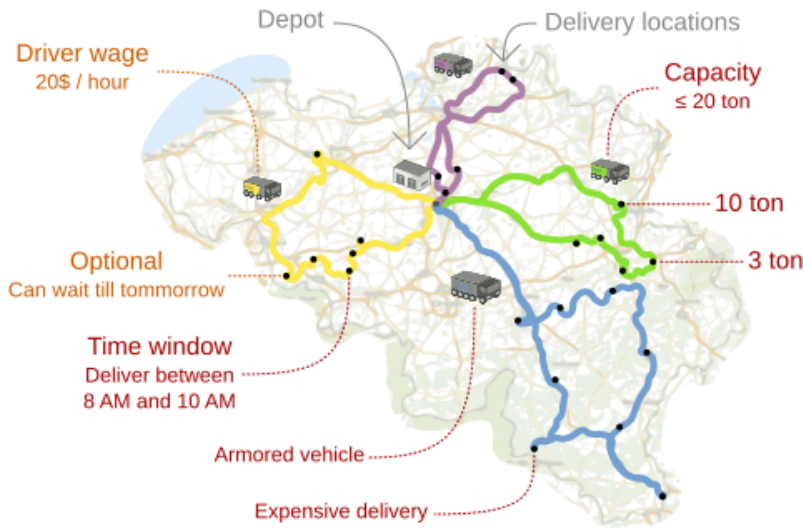 Depot
Delivery locations
Driver wage
20$ / hour
Capacity
≤ 20 ton
10 ton
3 ton
Optional
Can wait till tommorrow
Time window
Deliver between
8 AM and 10 AM
Armored vehicle
Expensive delivery